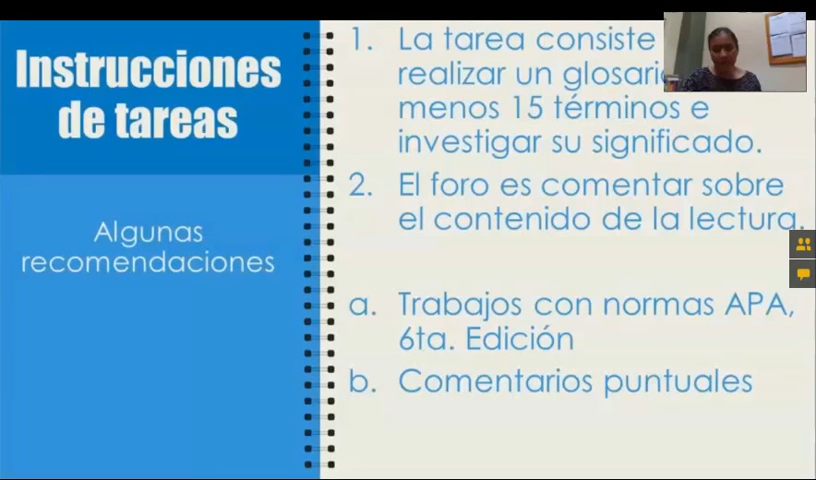 Instrucciones
de tareas
Algunas
recomendaciones
1. La tarea consiste
realizar un
menos 15 términos e
investigar su significado.
2. El foro es comentar sobre
el contenido de la lectura.
a. Trabajos con normas APA,
6ta. Edición
b. Comentarios puntuales